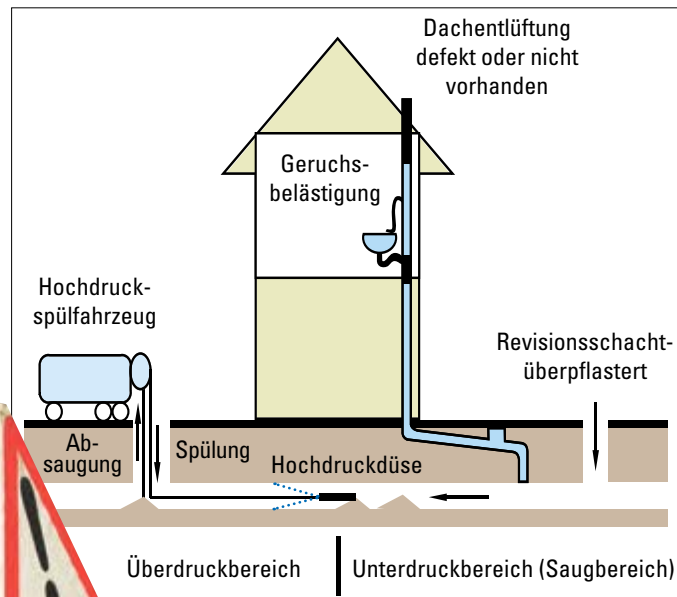 Dachentlüftung
defekt oder nicht
vorhanden
Geruchs-
belästigung
Hochdruck-
spülfahrzeug
Revisionsschacht-
überpflastert
Ab-
saugung
Spülung
Hochdruckdüse
Überdruckbereich
Unterdruckbereich (Saugbereich)